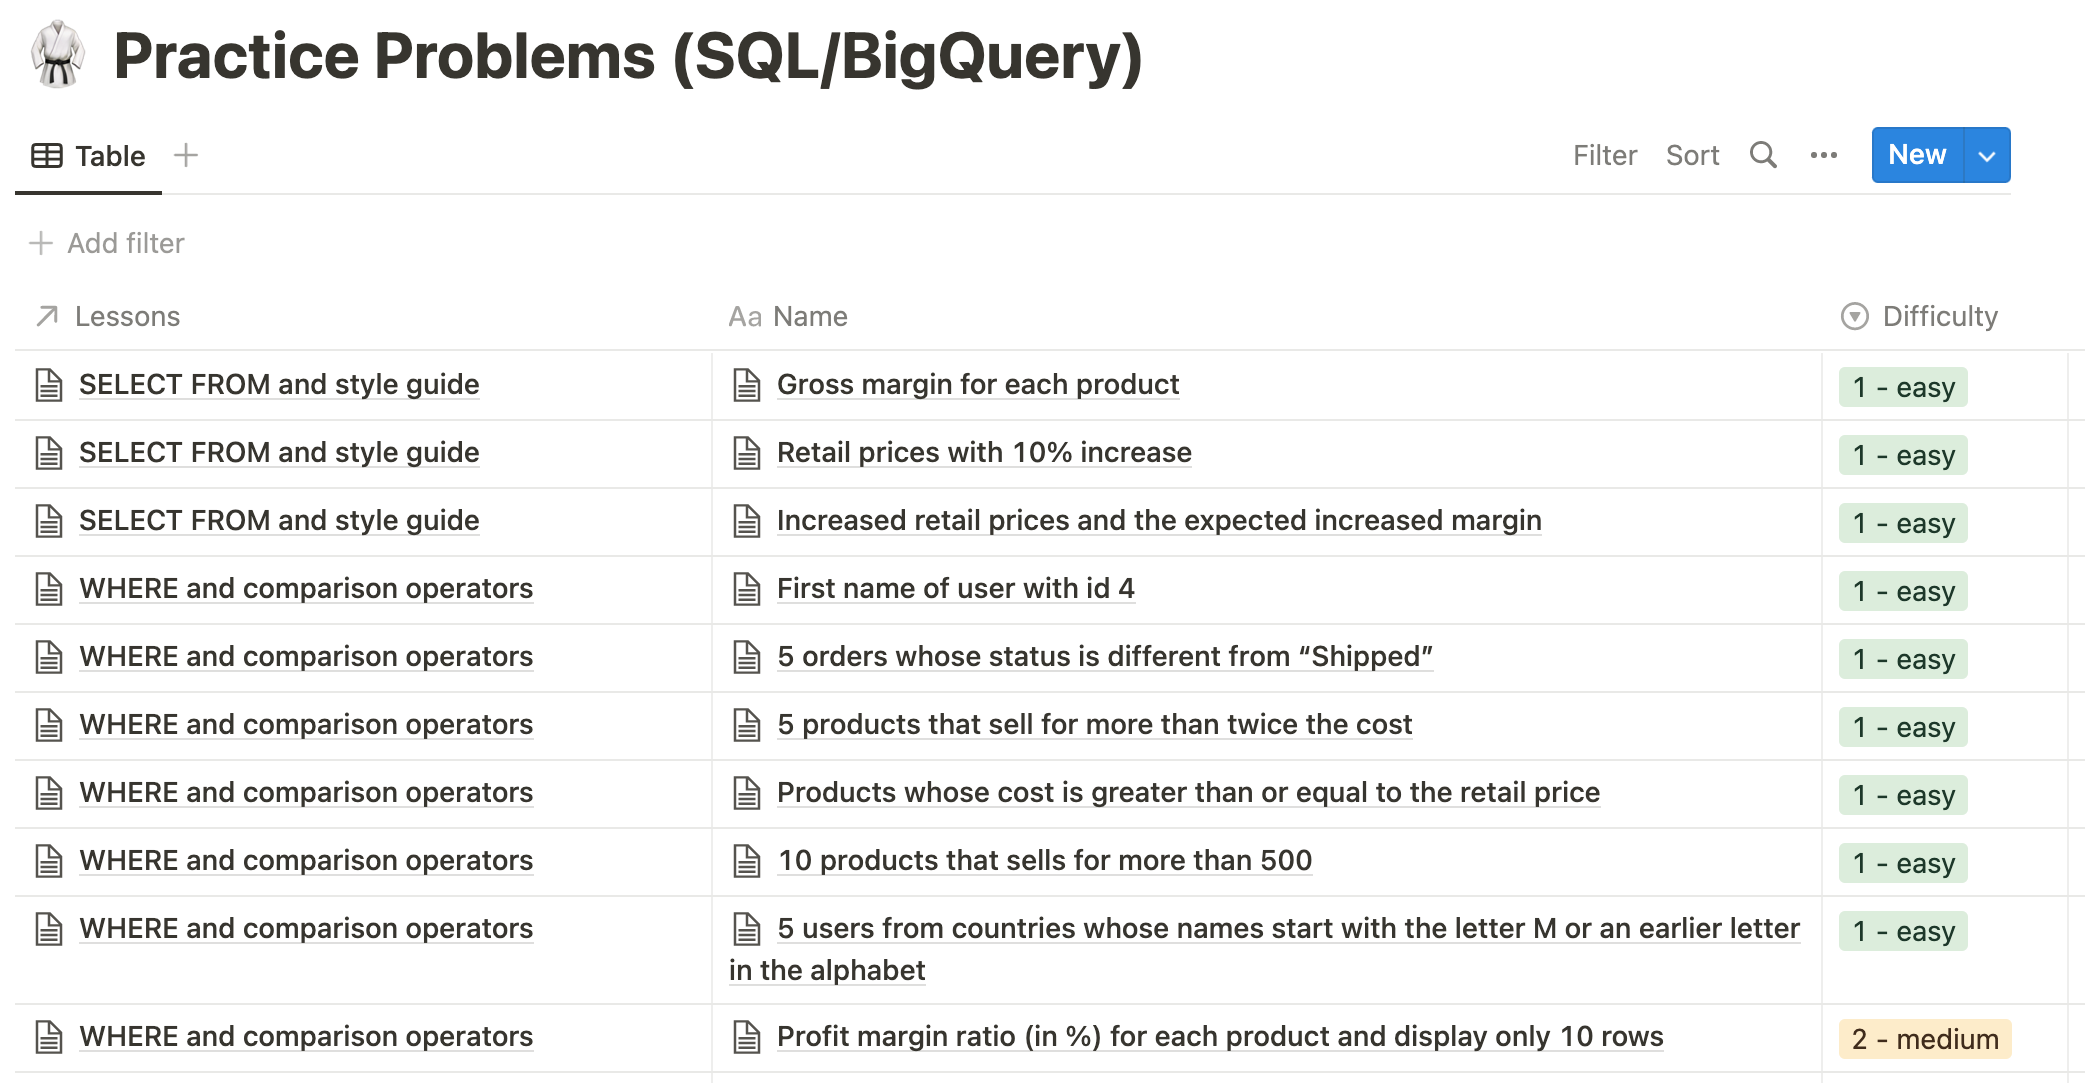 Practice Problems (SQL/BigQuery)
Table
Filter Sort New
Add filter
Lessons Aa Name Difficulty
SELECT FROM and style guide Gross margin for each product 1 - easy
SELECT FROM and style guide Retail prices with 10% increase 1 - easy
SELECT FROM and style guide Increased retail prices and the expected increased margin 1 - easy
WHERE and comparison operators First name of user with id 4 1 - easy
WHERE and comparison operators 5 orders whose status is different from “Shipped” 1 - easy
WHERE and comparison operators 5 products that sell for more than twice the cost 1 - easy
WHERE and comparison operators Products whose cost is greater than or equal to the retail price 1 - easy
WHERE and comparison operators 10 products that sells for more than 500 1 - easy
WHERE and comparison operators 5 users from countries whose names start with the letter M or an earlier letter 1 - easy
in the alphabet
WHERE and comparison operators Profit margin ratio (in %) for each product and display only 10 rows 2 - medium